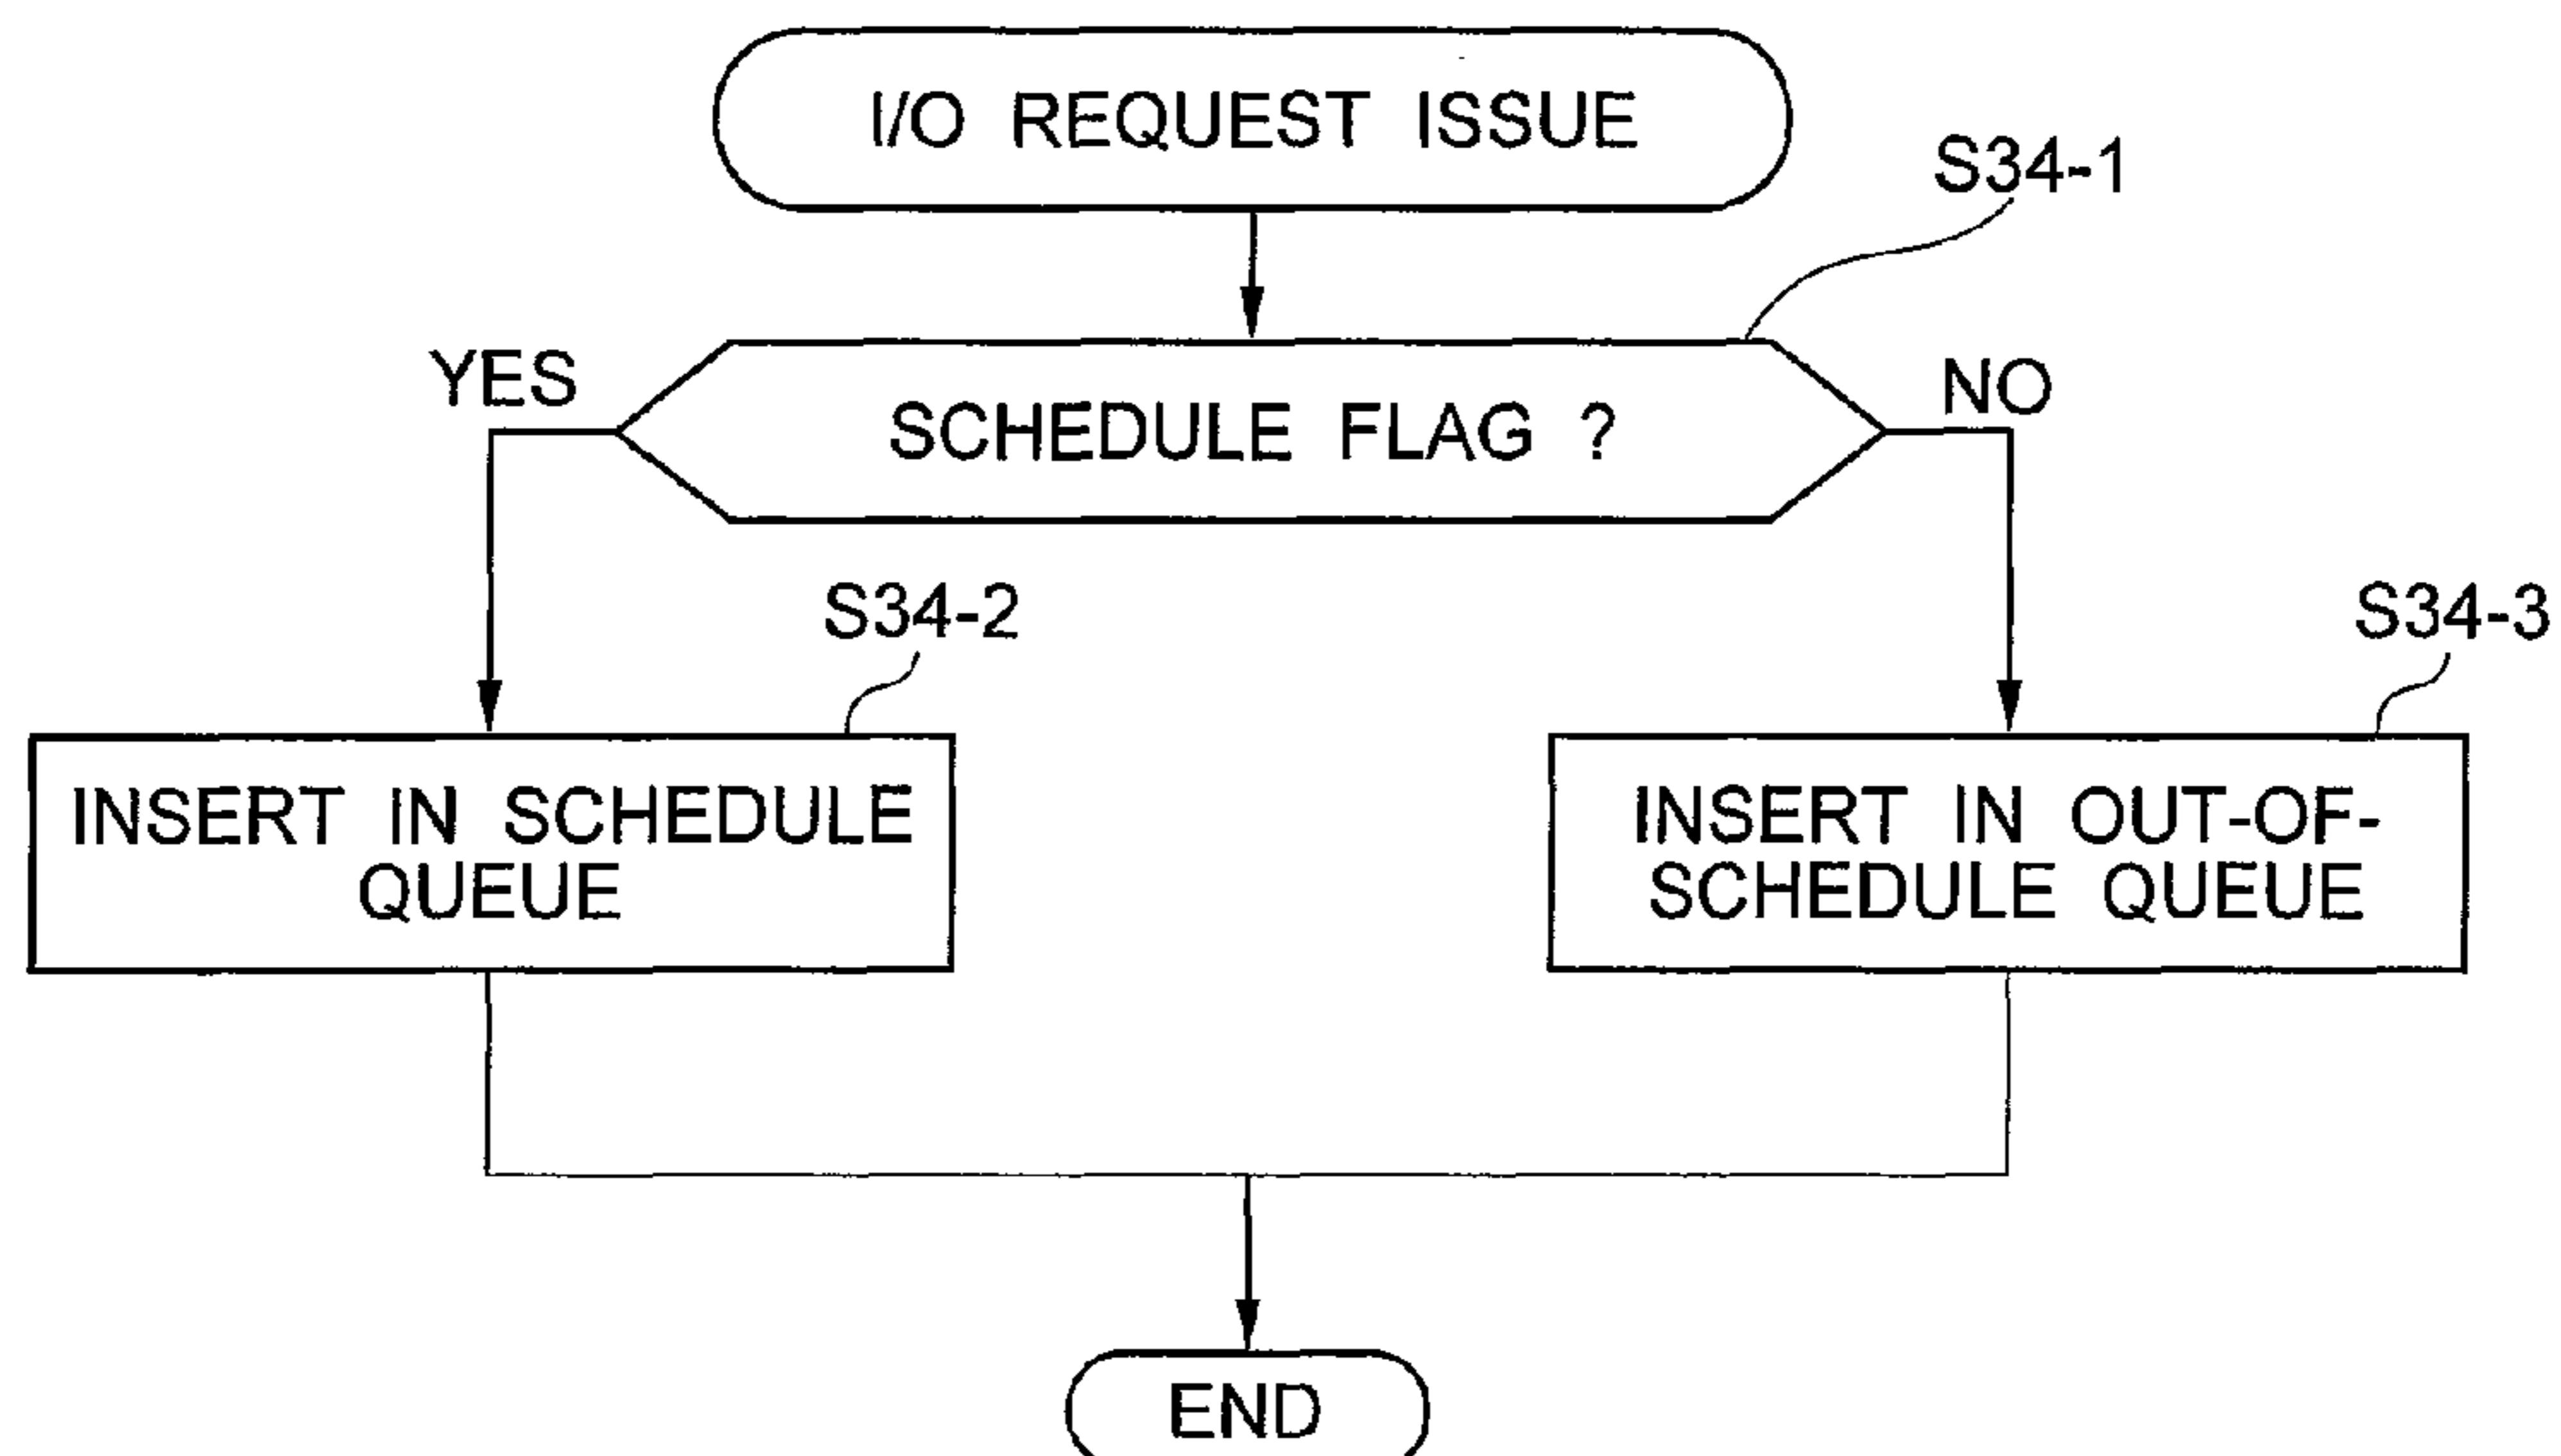 I/O REQUEST ISSUE
S34-1
YES
NO
SCHEDULE FLAG ?
S34-2
S34-3
INSERT IN SCHEDULE
QUEUE
INSERT IN OUT-OF-
SCHEDULE QUEUE
END